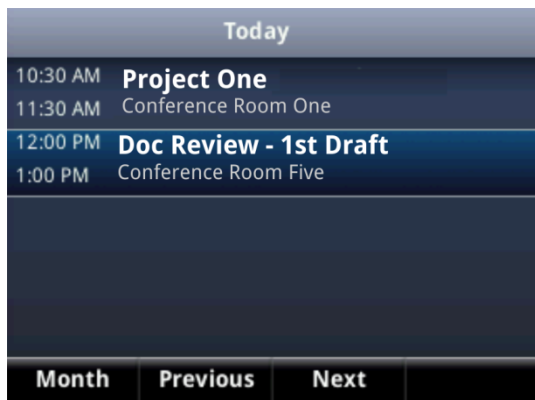 Today
10:30 AM Project One
11:30 AM Conference Room One
12:00 PM Doc Review - 1st Draft
1:00 PM Conference Room Five
Month Previous Next